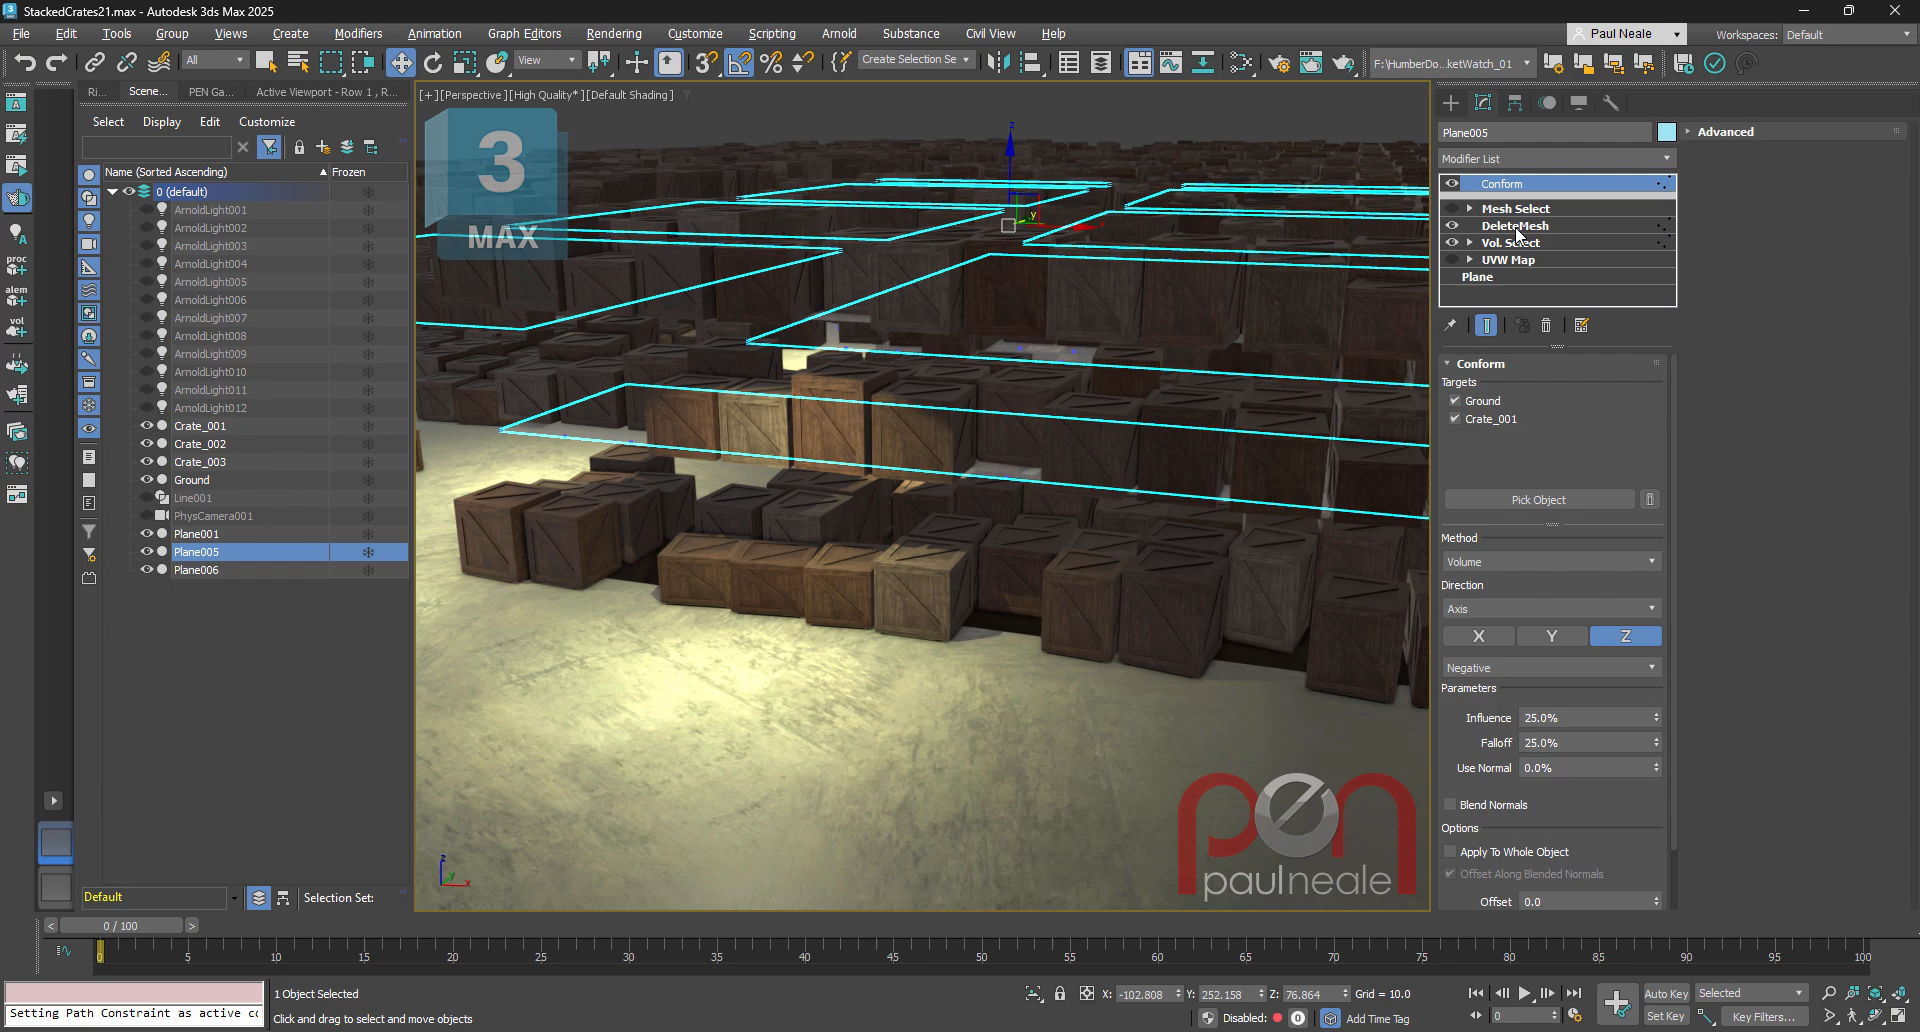 StackedCrates21.max - Autodesk 3ds Max 2025
File Edit Tools Group Views Create Modifiers Animation Graph Editors Rendering Customize Scripting Arnold Substance Civil View Help
Paul Neale
Workspaces: Default
All
View
Create Selection Se
F:\HumberDo...ketWatch_01
Ri... Scene... PEN Ga... Active Viewport - Row 1 , R...
Select Display Edit Customize
Name (Sorted Ascending) Frozen
0 (default)
ArnoldLight001
ArnoldLight002
ArnoldLight003
ArnoldLight004
ArnoldLight005
ArnoldLight006
ArnoldLight007
ArnoldLight008
ArnoldLight009
ArnoldLight010
ArnoldLight011
ArnoldLight012
Crate_001
Crate_002
Crate_003
Ground
Line001
PhysCamera001
Plane001
Plane005
Plane006
proc
alem
vol
Default
Selection Set:
[+][Perspective][High Quality*][Default Shading]
3
MAX
z
y
pen
paulneale
z
y
x
Plane005
Modifier List
Conform
Mesh Select
DeleteMesh
Vol. Select
UVW Map
Plane
Advanced
Conform
Targets
Ground
Crate_001
Pick Object
Method
Volume
Direction
Axis
X Y Z
Negative
Parameters
Influence 25.0%
Falloff 25.0%
Use Normal 0.0%
Blend Normals
Options
Apply To Whole Object
Offset Along Blended Normals
Offset 0.0
< 0 / 100 >
0 5 10 15 20 25 30 35 40 45 50 55 60 65 70 75 80 85 90 95 100
Setting Path Constraint as active co
1 Object Selected
Click and drag to select and move objects
X: -102.808 Y: 252.158 Z: 76.864 Grid = 10.0
Disabled: 0 Add Time Tag
0
Auto Key Selected
Set Key Key Filters...